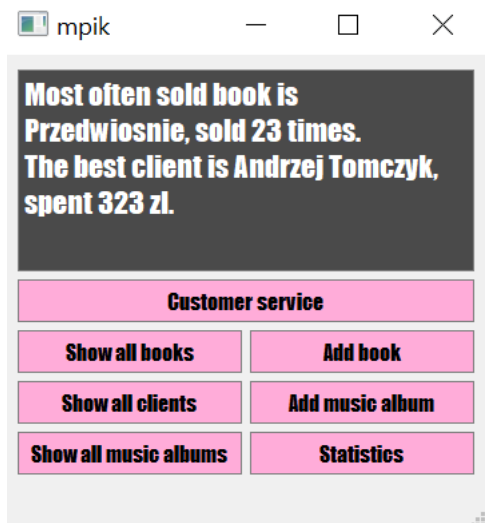 mpik
Most often sold book is
Przedwiosnie, sold 23 times.
The best client is Andrzej Tomczyk,
spent 323 zl.
Customer service
Show all books
Add book
Show all clients
Add music album
Show all music albums
Statistics